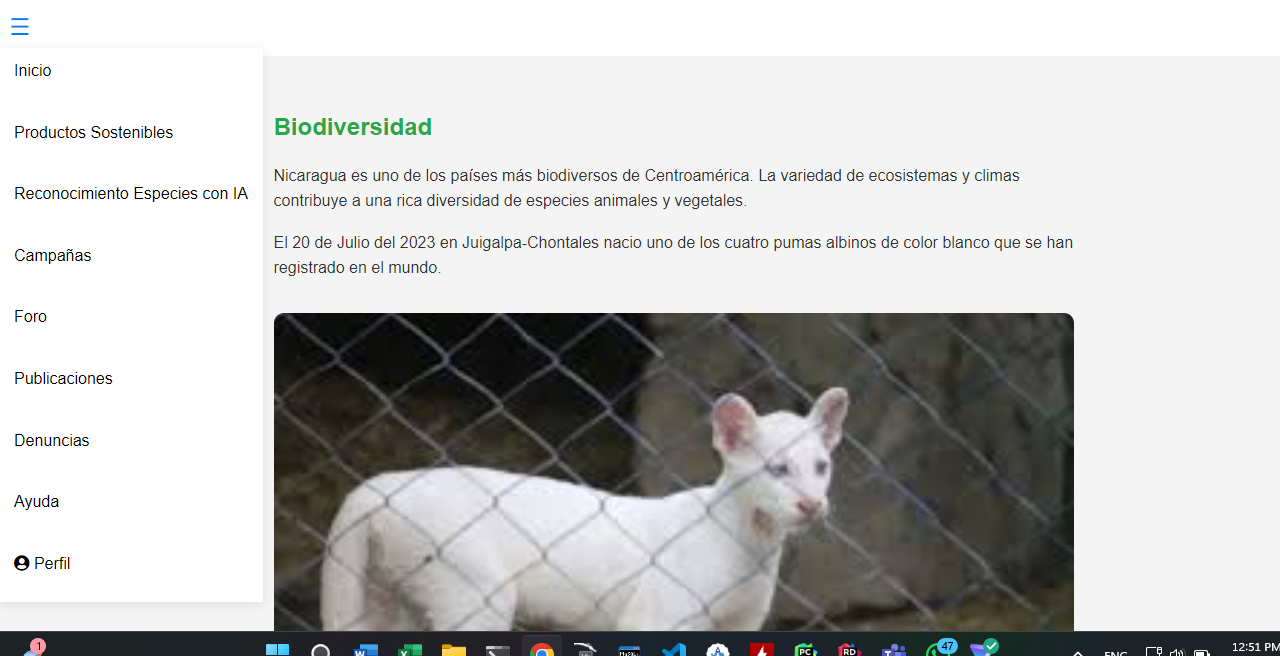 ☰
Inicio
Productos Sostenibles
Reconocimiento Especies con IA
Campañas
Foro
Publicaciones
Denuncias
Ayuda
Perfil
Biodiversidad
Nicaragua es uno de los países más biodiversos de Centroamérica. La variedad de ecosistemas y climas
contribuye a una rica diversidad de especies animales y vegetales.
El 20 de Julio del 2023 en Juigalpa-Chontales nacio uno de los cuatro pumas albinos de color blanco que se han
registrado en el mundo.
1
PC
RD
47
ENG
12:51 PM